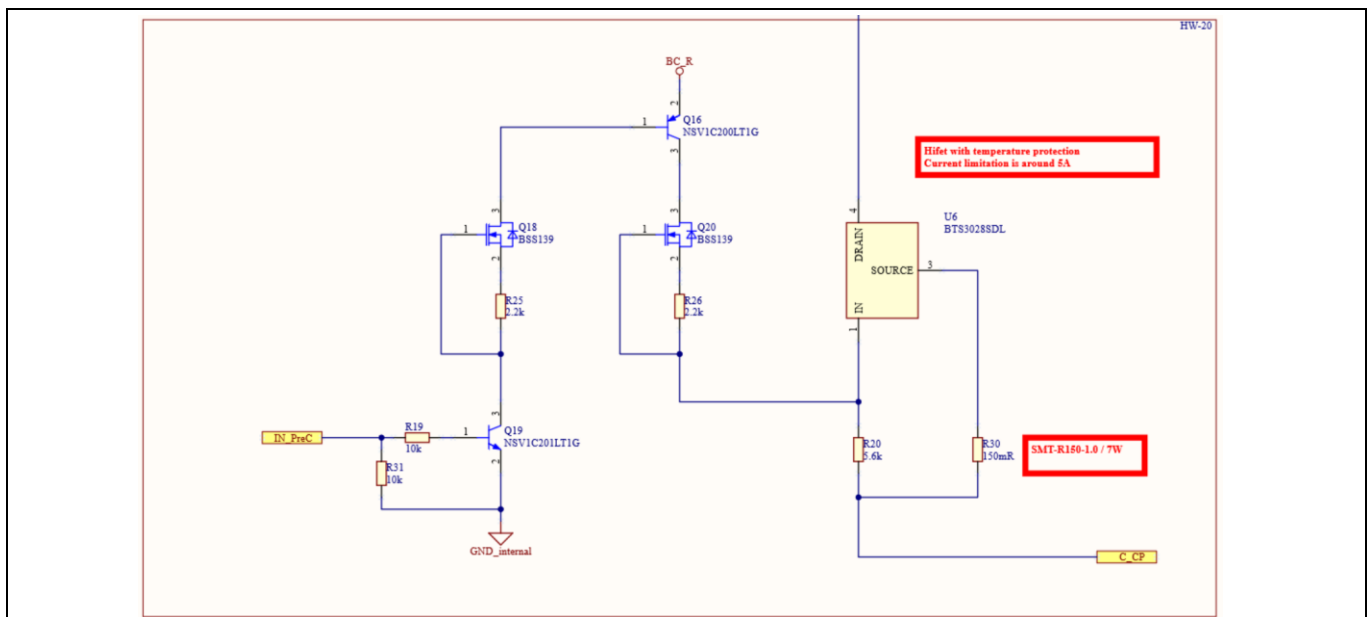 HW-20
BC_R
2
1
Q16
NSV1C200LT1G
3
Hifet with temperature protection
Current limitation is around 5A
3
1
Q18
BSS139
2
3
1
Q20
BSS139
2
4
DRAIN
U6
BTS3028SDL
SOURCE
3
IN
1
R25
2.2k
R26
2.2k
3
IN_PreC
R19
10k
1
Q19
NSV1C201LT1G
2
R31
10k
R20
5.6k
R30
150mR
SMT-R150-1.0 / 7W
GND_internal
C_CP